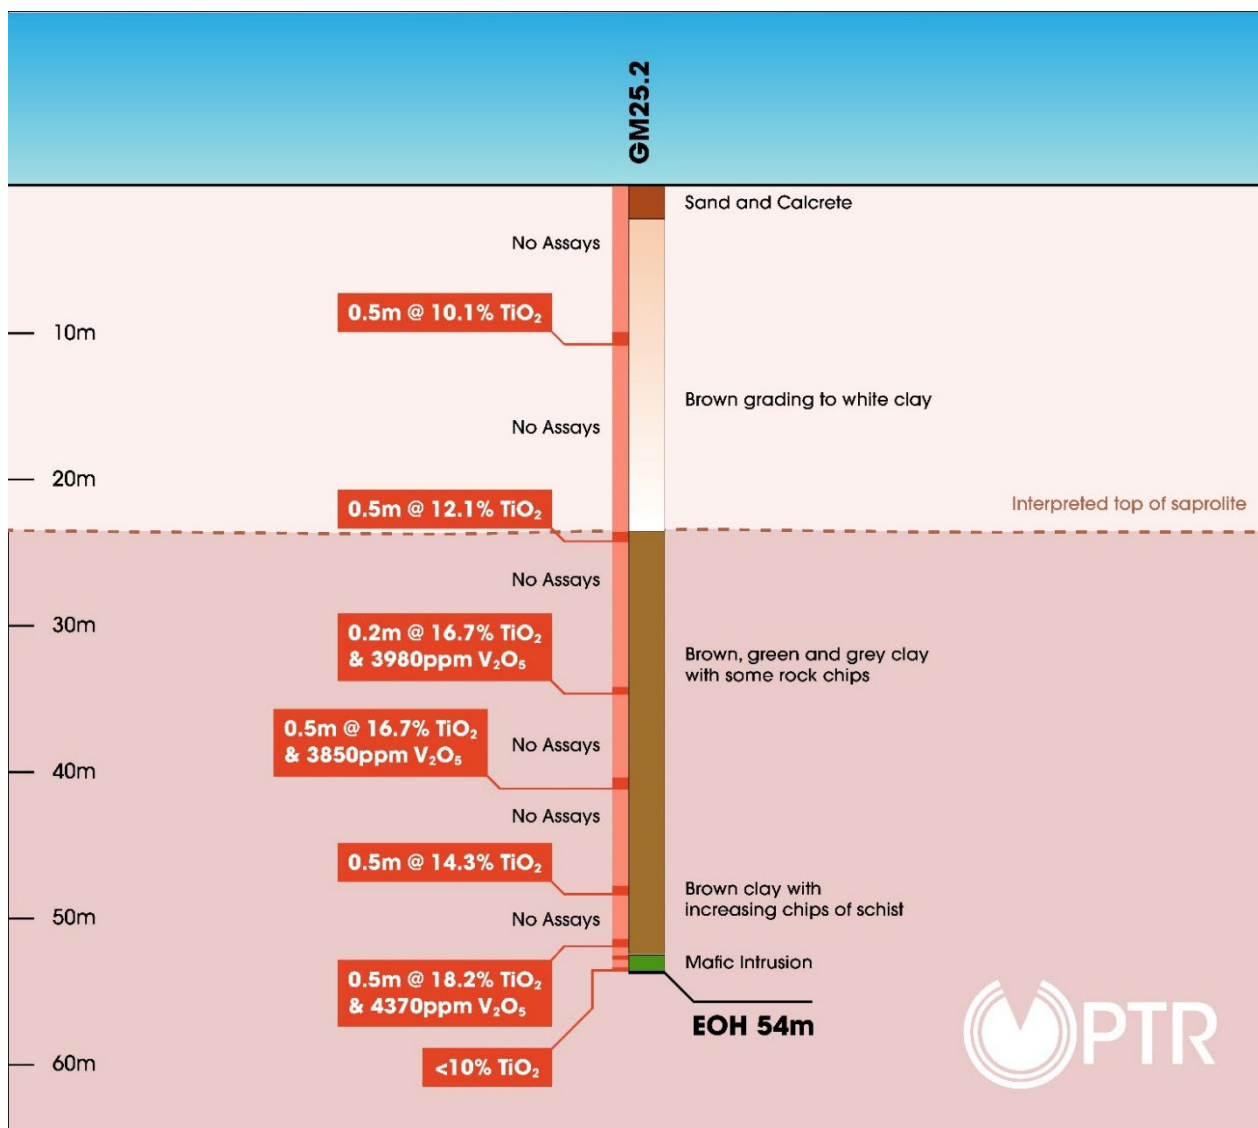 GM25.2
Sand and Calcrete
No Assays
0.5m @ 10.1% TiO₂
10m
Brown grading to white clay
No Assays
20m
0.5m @ 12.1% TiO₂
Interpreted top of saprolite
No Assays
30m
0.2m @ 16.7% TiO₂
& 3980ppm V₂O₅
Brown, green and grey clay
with some rock chips
0.5m @ 16.7% TiO₂
& 3850ppm V₂O₅
No Assays
40m
No Assays
0.5m @ 14.3% TiO₂
Brown clay with
increasing chips of schist
50m
No Assays
Mafic Intrusion
0.5m @ 18.2% TiO₂
& 4370ppm V₂O₅
EOH 54m
PTR
60m
<10% TiO₂